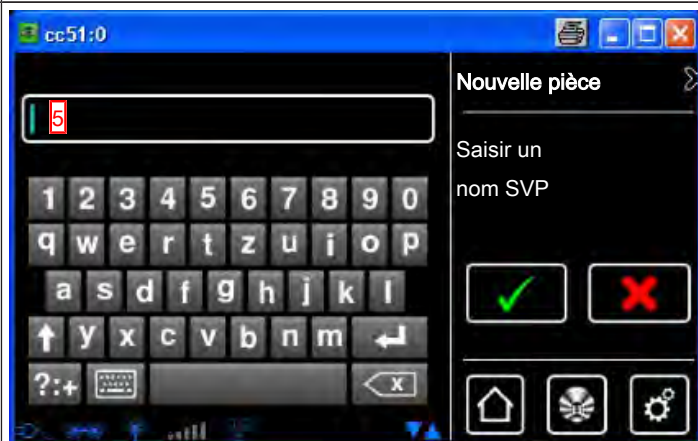 cc51:0
Nouvelle pièce
5
Saisir un
nom SVP
1 2 3 4 5 6 7 8 9 0
q w e r t z u i o p
a s d f g h j k l
y x c v b n m
?:+
x